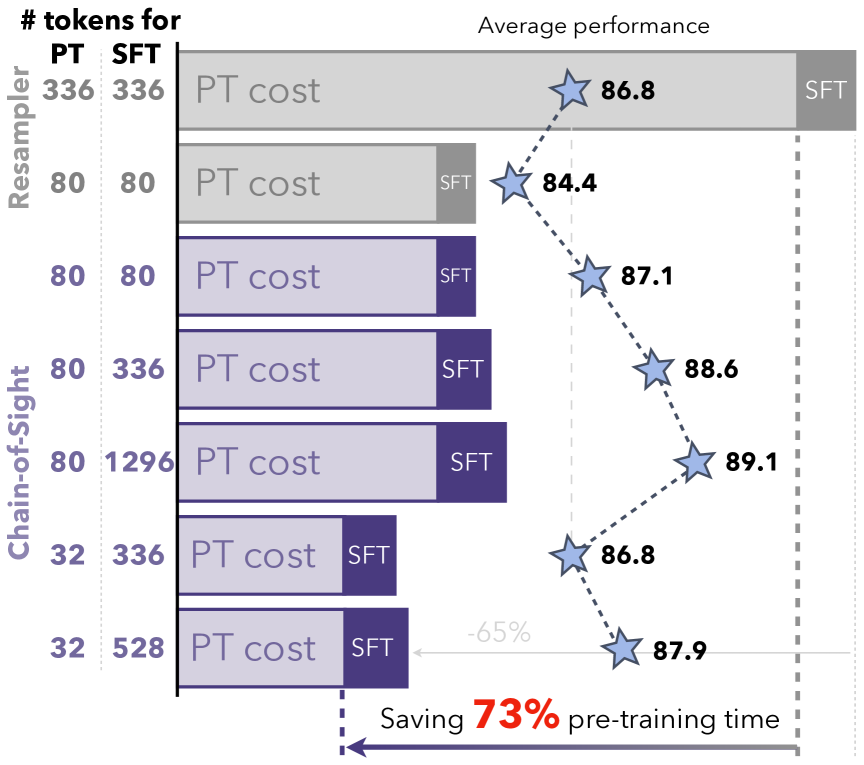 # tokens for
Average performance
PT SFT
Resampler
336 336 PT cost SFT 86.8
80 80 PT cost SFT 84.4
Chain-of-Sight
80 80 PT cost SFT 87.1
80 336 PT cost SFT 88.6
80 1296 PT cost SFT 89.1
32 336 PT cost SFT 86.8
32 528 PT cost SFT -65% 87.9
Saving 73% pre-training time